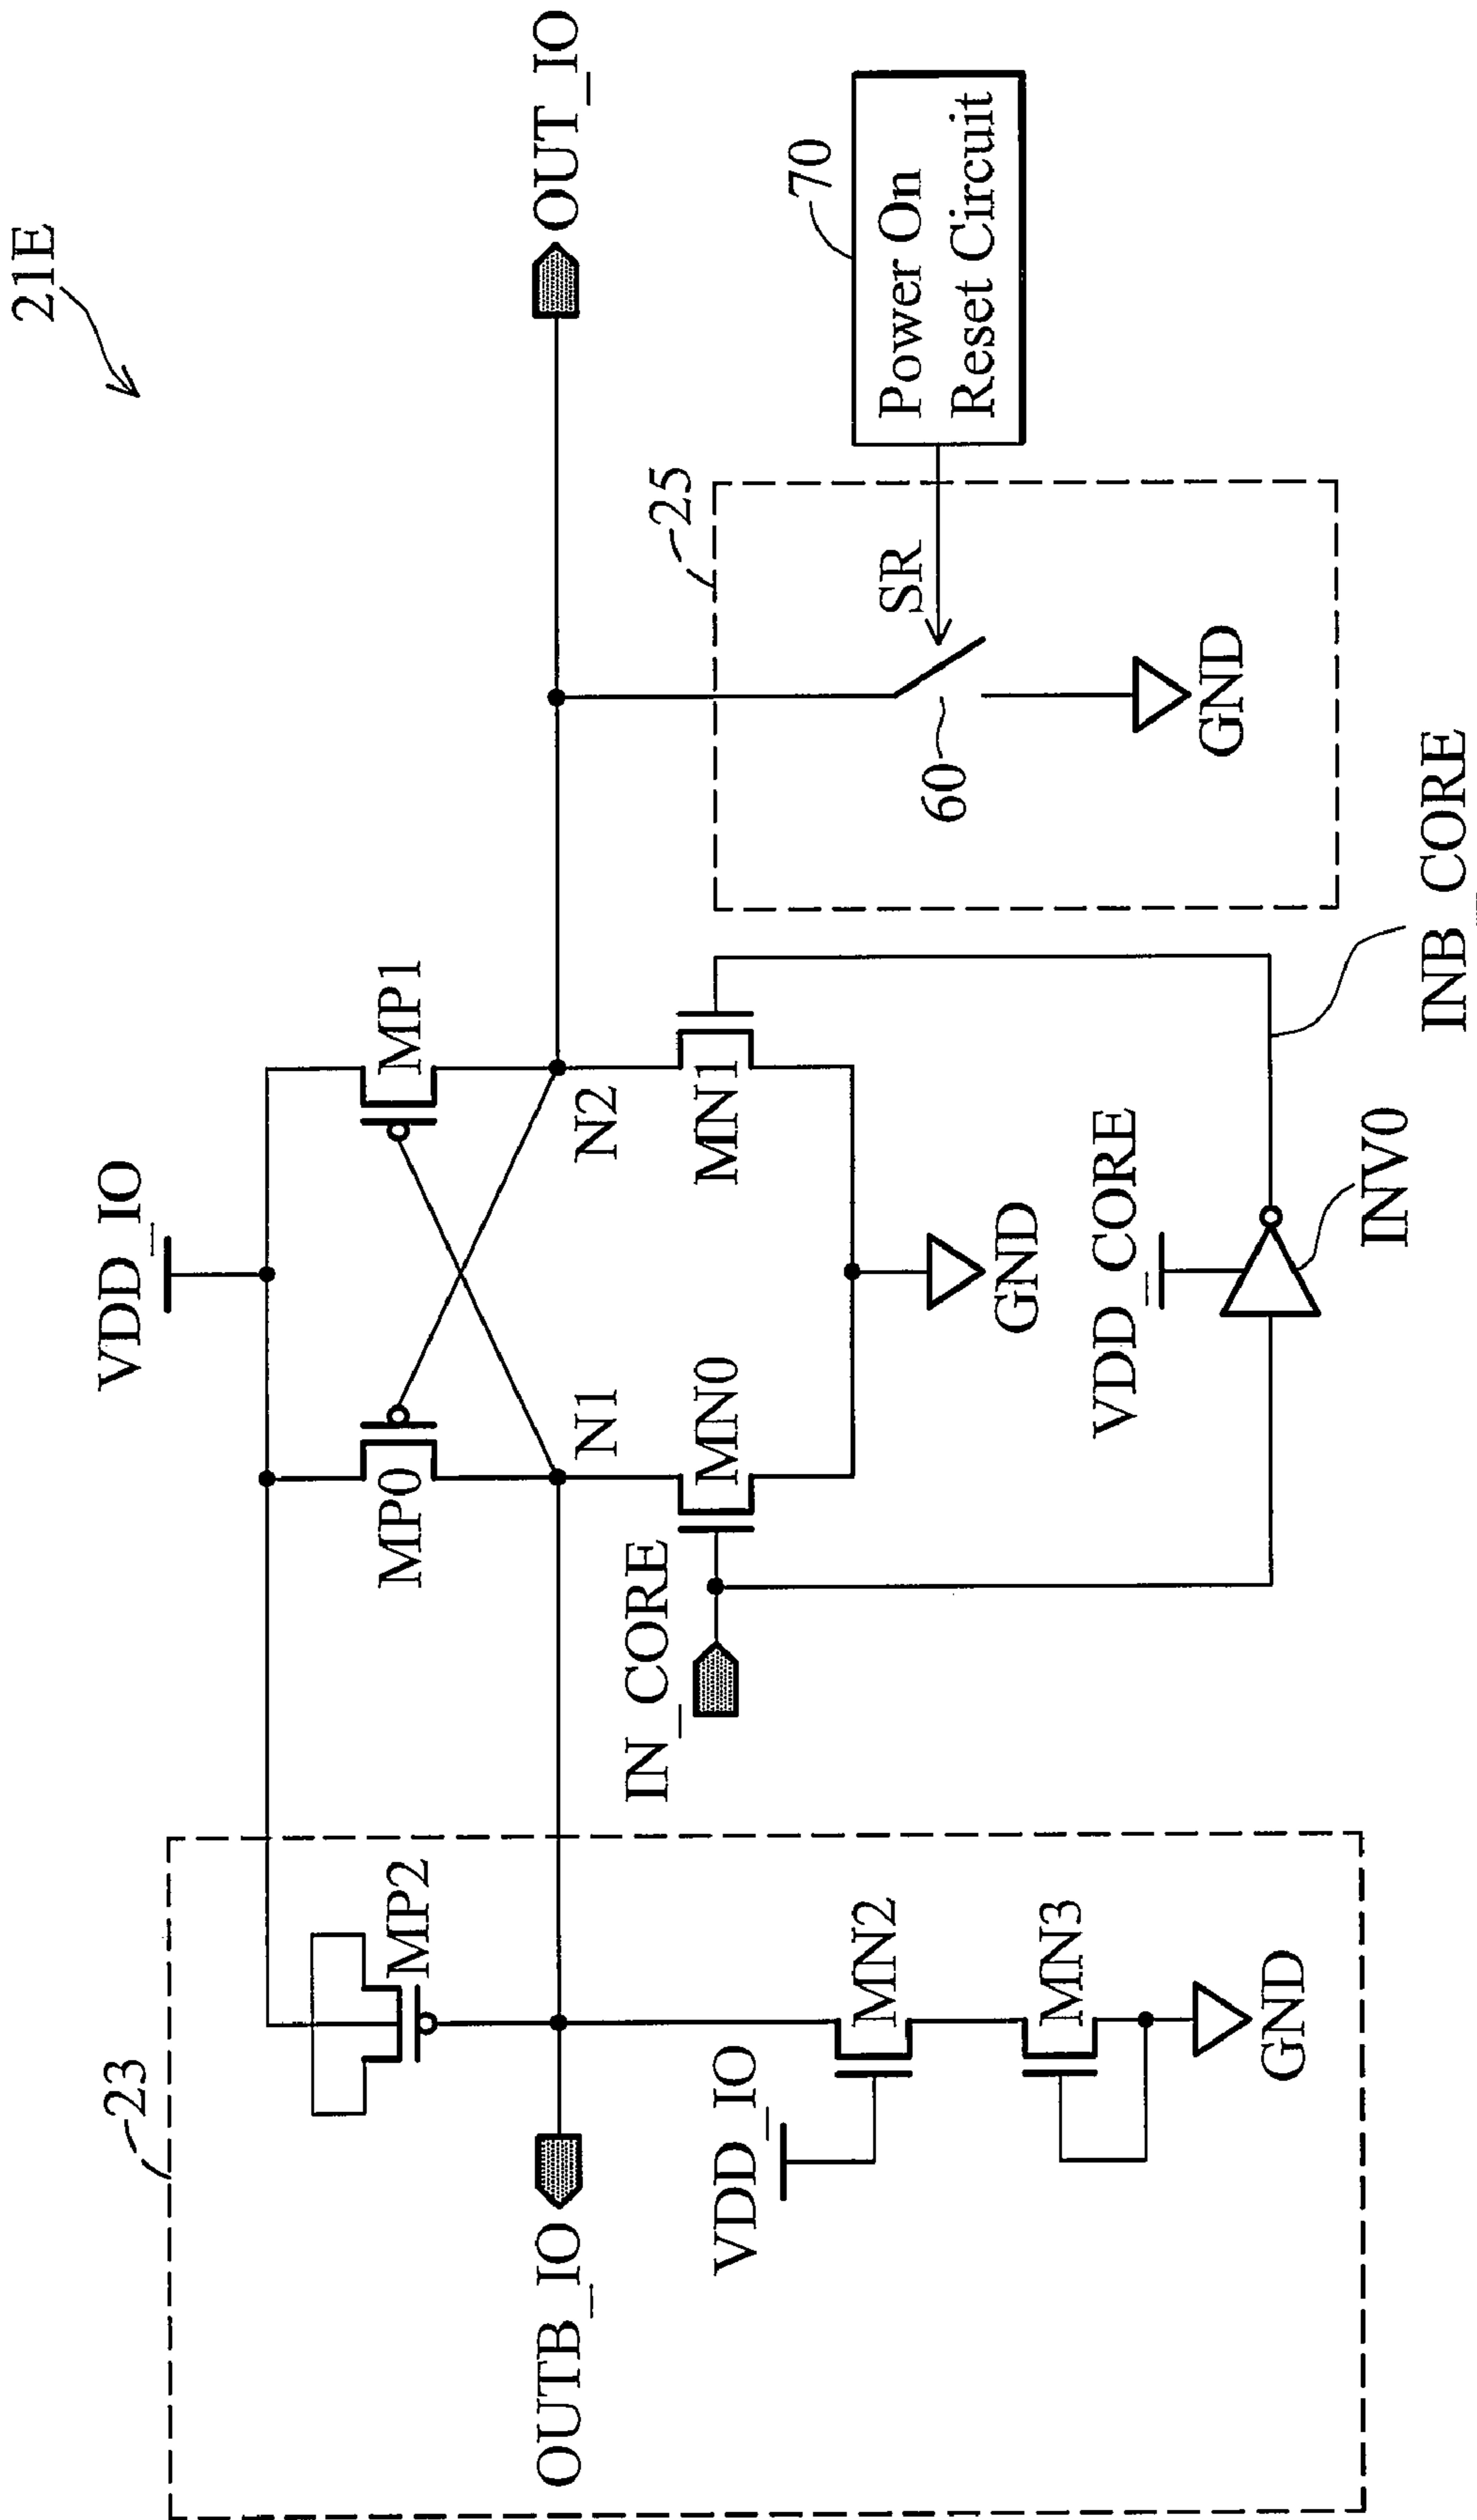 21E
VDD_IO
23
MP2
MP0
MP1
OUTB_IO
N1
N2
OUT_IO
IN_CORE
25
VDD_IO
MN2
MN0
MN1
70
SR
Power On
Reset Circuit
MN3
GND
60
VDD_CORE
GND
GND
INV0
INB_CORE